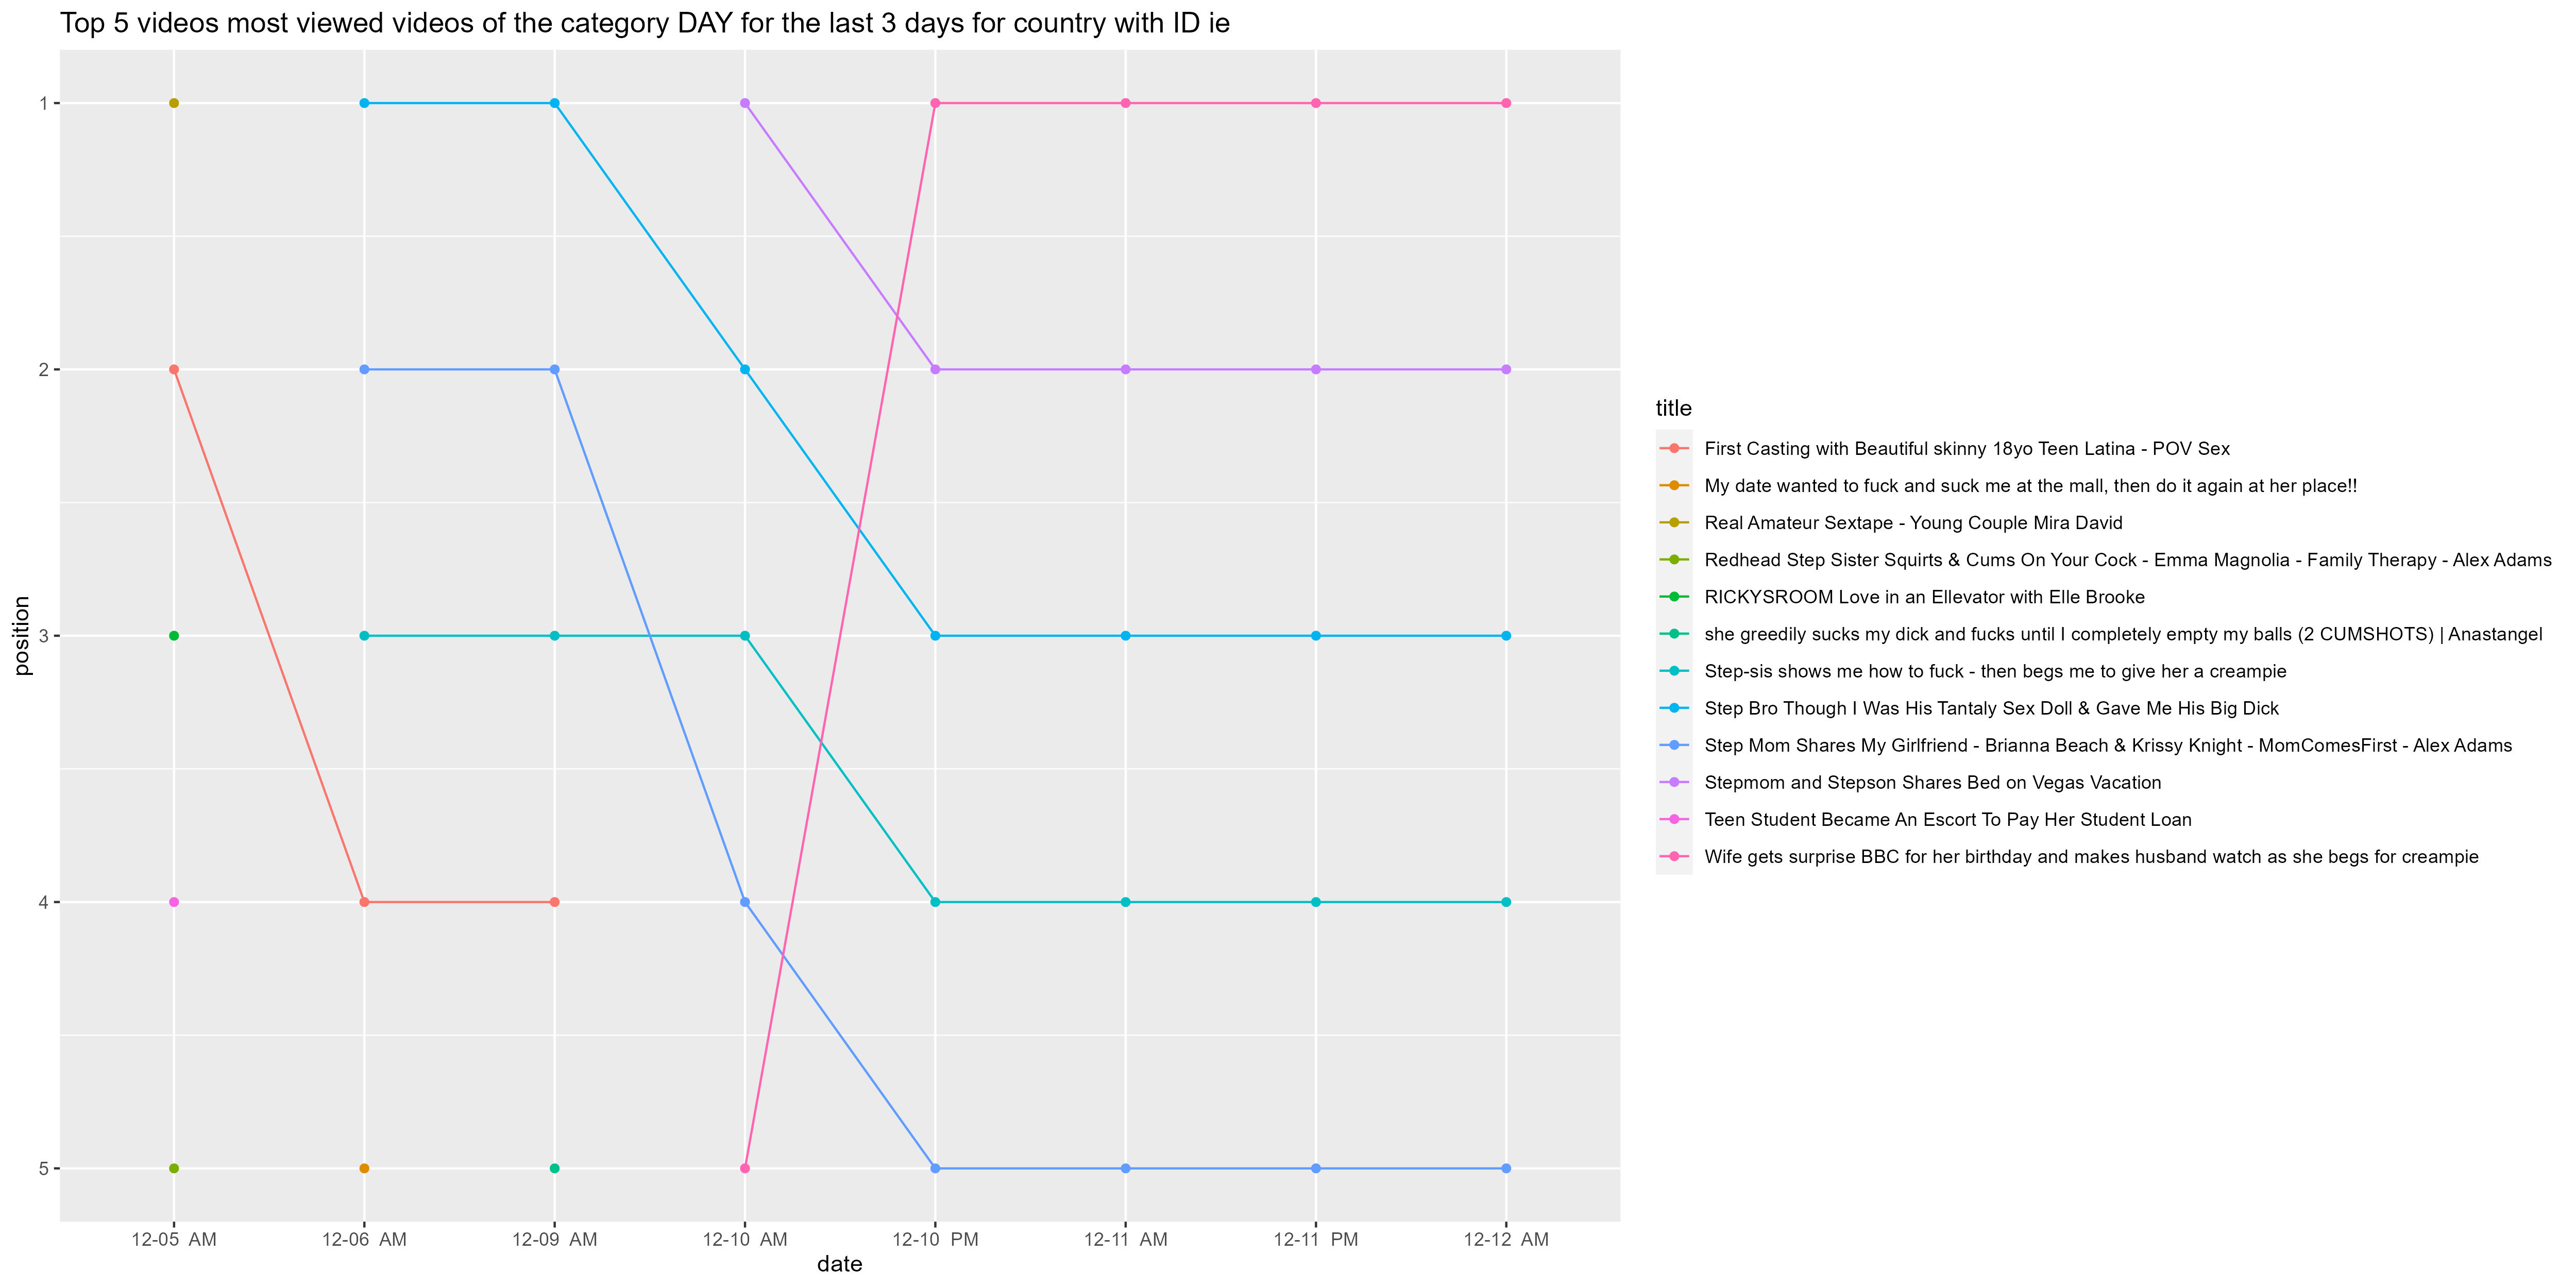 Top 5 videos most viewed videos of the category DAY for the last 3 days for country with ID ie
position
1
2
3
4
5
12-05 AM
12-06 AM
12-09 AM
12-10 AM
12-10 PM
12-11 AM
12-11 PM
12-12 AM
date
title
First Casting with Beautiful skinny 18yo Teen Latina - POV Sex
My date wanted to fuck and suck me at the mall, then do it again at her place!!
Real Amateur Sextape - Young Couple Mira David
Redhead Step Sister Squirts & Cums On Your Cock - Emma Magnolia - Family Therapy - Alex Adams
RICKYSROOM Love in an Ellevator with Elle Brooke
she greedily sucks my dick and fucks until I completely empty my balls (2 CUMSHOTS) | Anastangel
Step-sis shows me how to fuck - then begs me to give her a creampie
Step Bro Though I Was His Tantaly Sex Doll & Gave Me His Big Dick
Step Mom Shares My Girlfriend - Brianna Beach & Krissy Knight - MomComesFirst - Alex Adams
Stepmom and Stepson Shares Bed on Vegas Vacation
Teen Student Became An Escort To Pay Her Student Loan
Wife gets surprise BBC for her birthday and makes husband watch as she begs for creampie